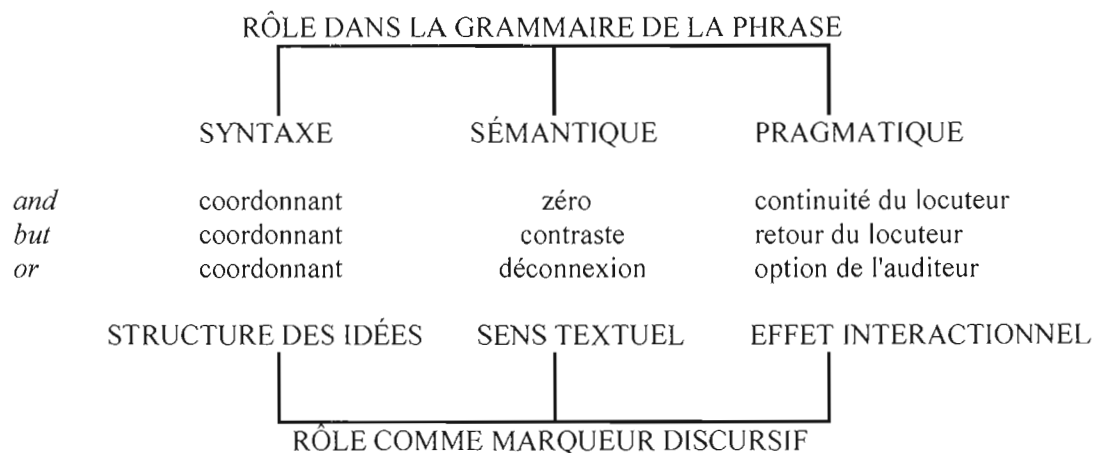 RÔLE DANS LA GRAMMAIRE DE LA PHRASE
SYNTAXE SÉMANTIQUE PRAGMATIQUE
and coordonnant zéro continuité du locuteur
but coordonnant contraste retour du locuteur
or coordonnant déconnexion option de l'auditeur
STRUCTURE DES IDÉES SENS TEXTUEL EFFET INTERACTIONNEL
RÔLE COMME MARQUEUR DISCURSIF